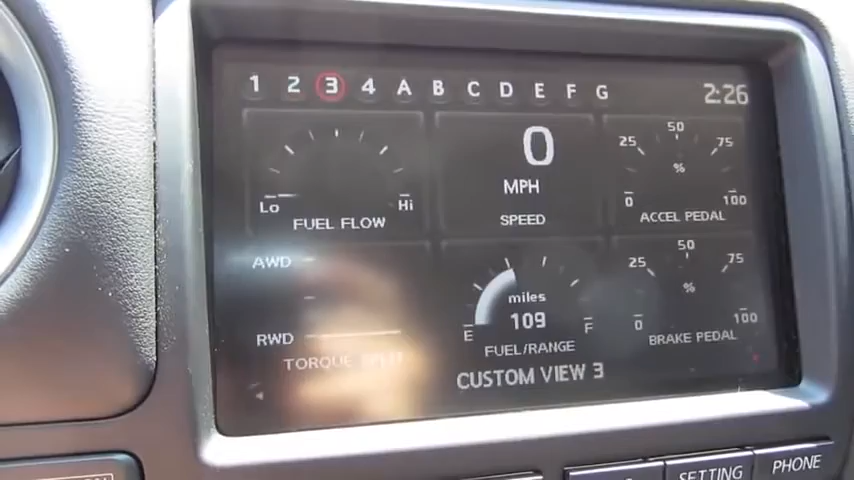 1 2 3 4 A B C D E F G 2:26
Lo Hi
FUEL FLOW
0
MPH
SPEED
25 50 75
%
0 100
ACCEL PEDAL
AWD
RWD
TORQUE SPLIT
miles
109
E F
FUEL/RANGE
25 50 75
%
0 100
BRAKE PEDAL
CUSTOM VIEW 3
SETTING PHONE